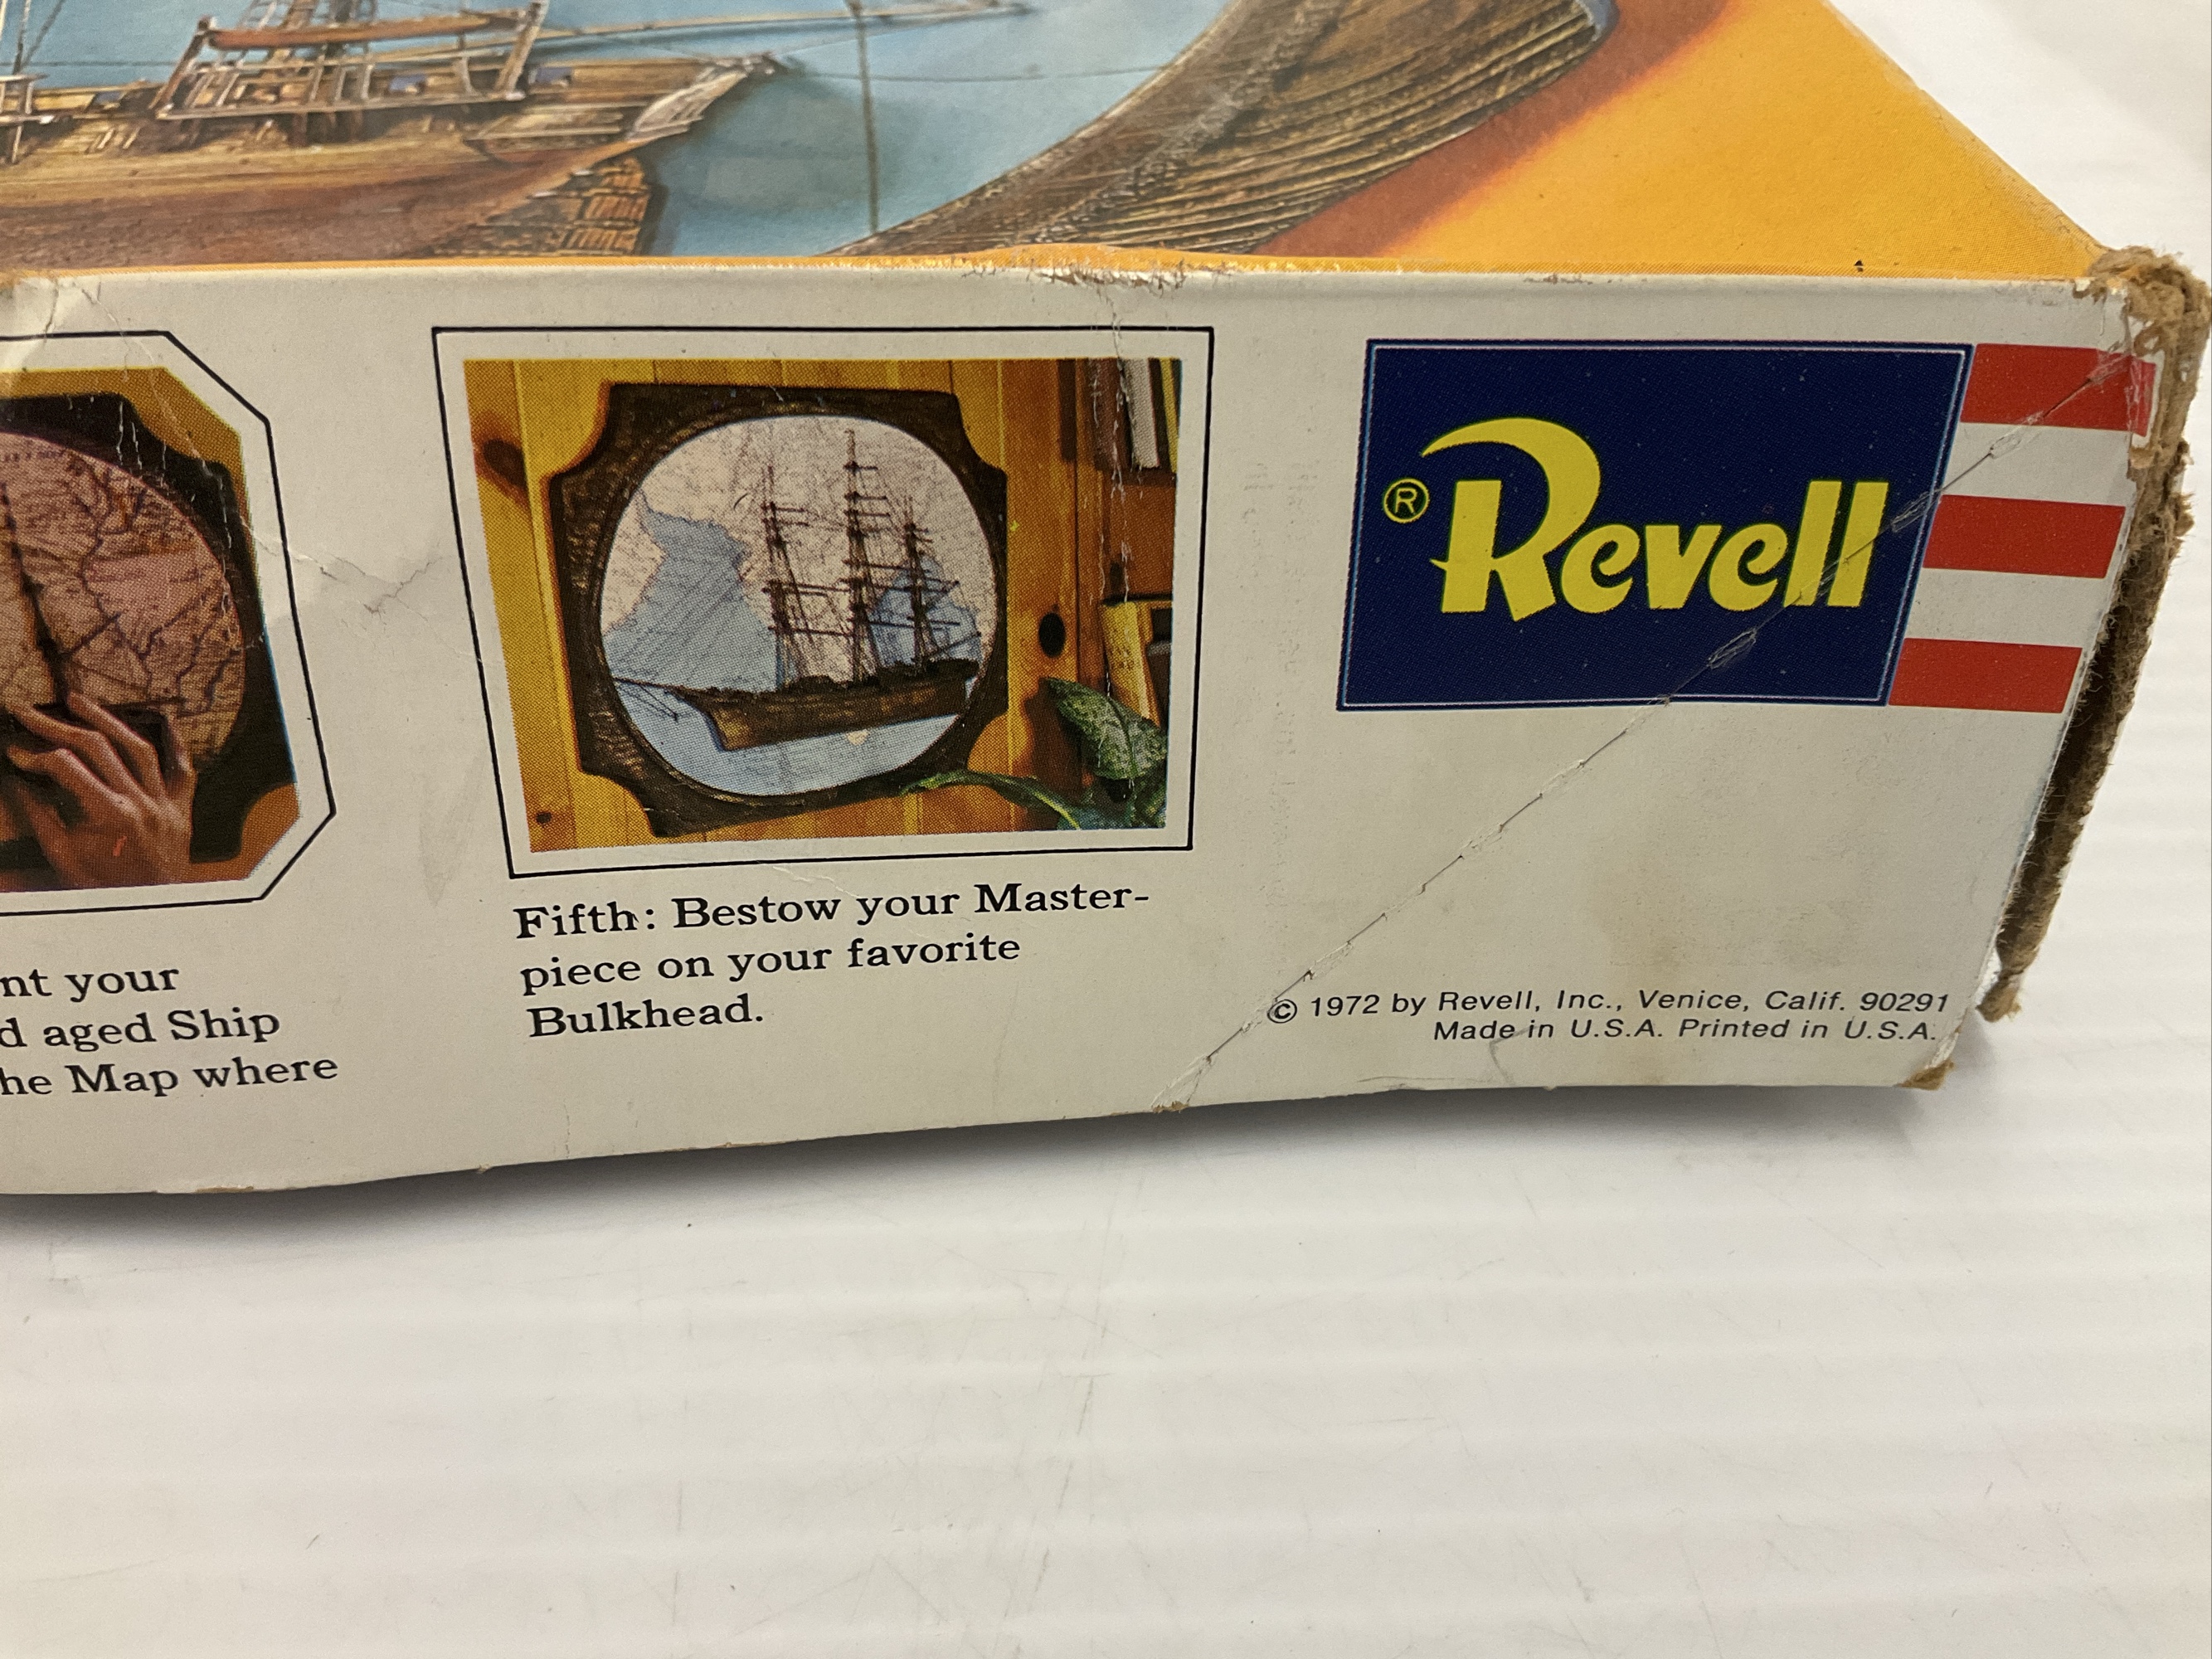 nt your
d aged Ship
he Map where
Fifth: Bestow your Master-
piece on your favorite
Bulkhead.
® Revell
© 1972 by Revell, Inc., Venice, Calif. 90291
Made in U.S.A. Printed in U.S.A.